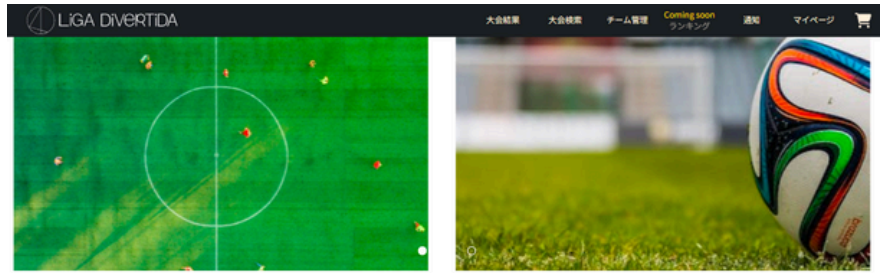 LiGA DiVERTiDA
大会結果
大会検索
チーム管理
Coming soon
ランキング
通知
マイページ